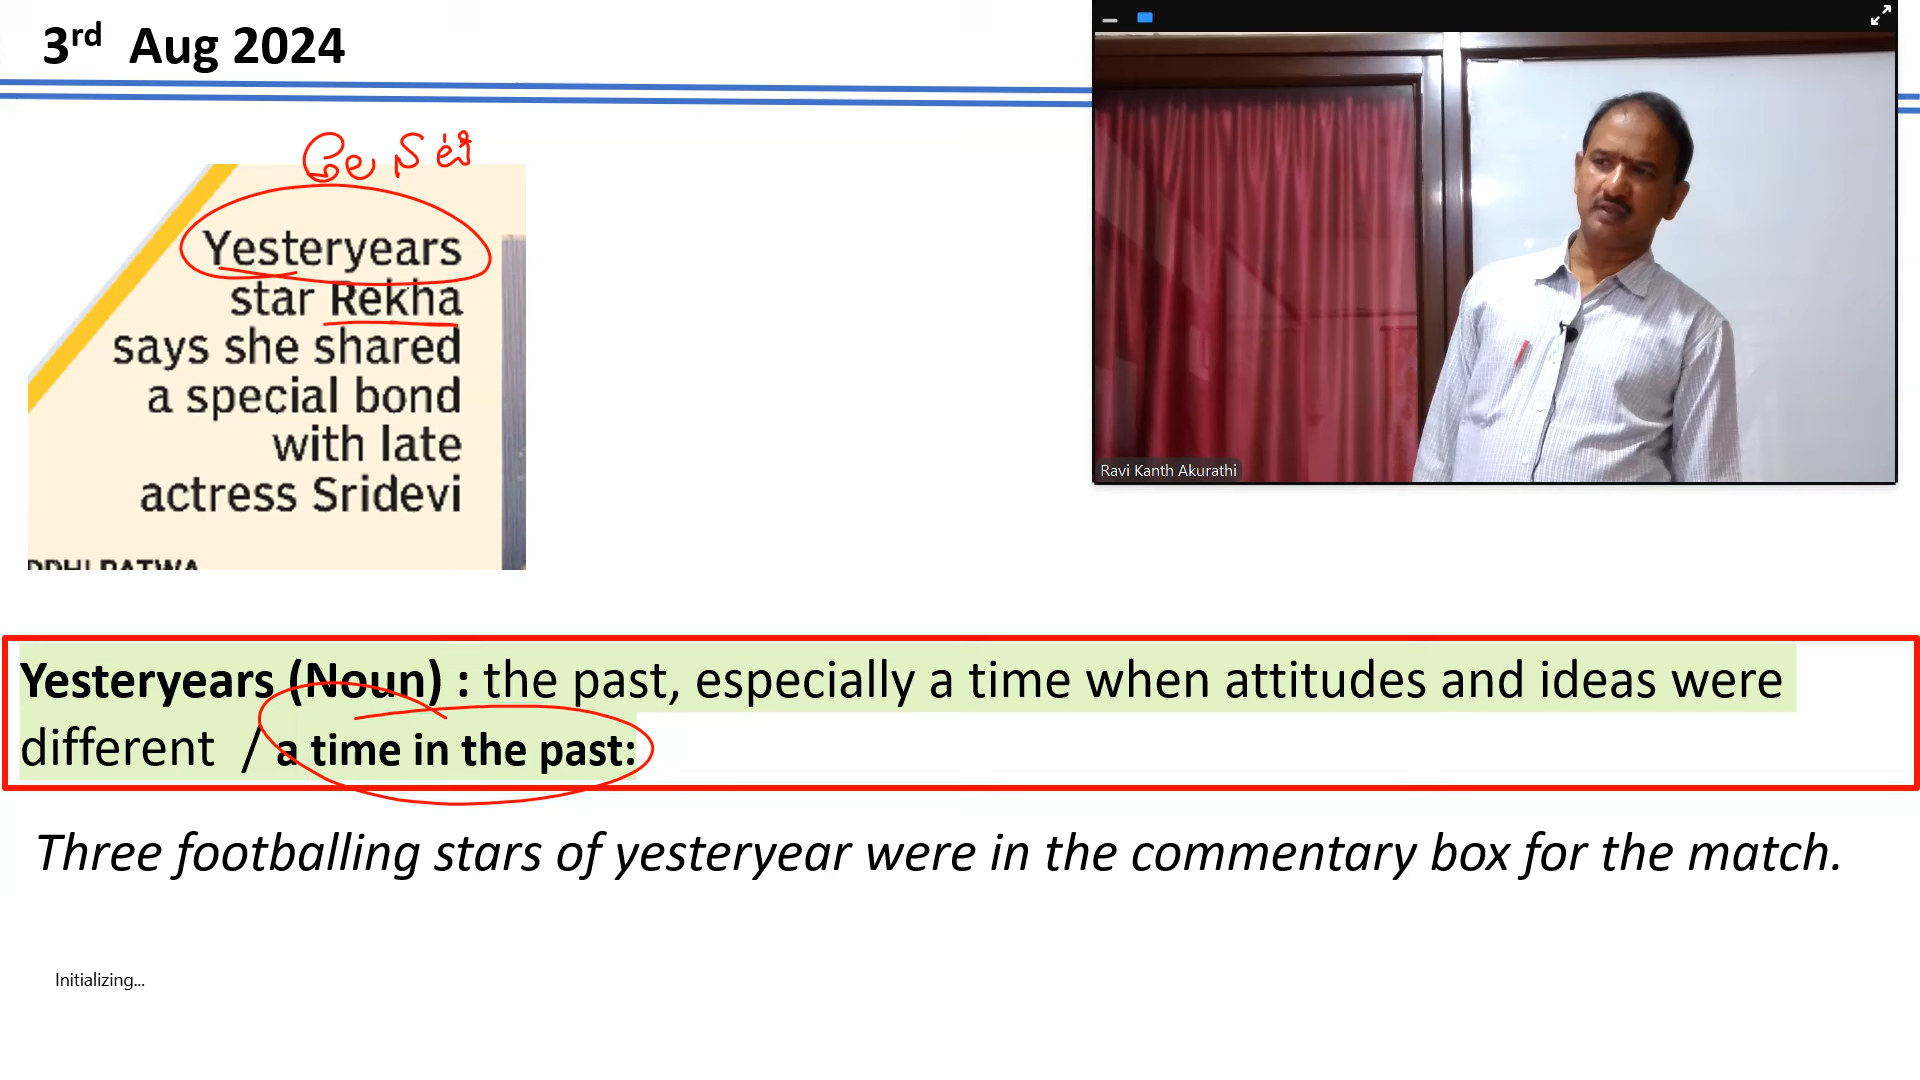 3rd Aug 2024
నటి
Yesteryears
star Rekha
says she shared
a special bond
with late
actress Sridevi
Ravi Kanth Akurathi
Yesteryears (Noun) : the past, especially a time when attitudes and ideas were
different / a time in the past:
Three footballing stars of yesteryear were in the commentary box for the match.
Initializing...